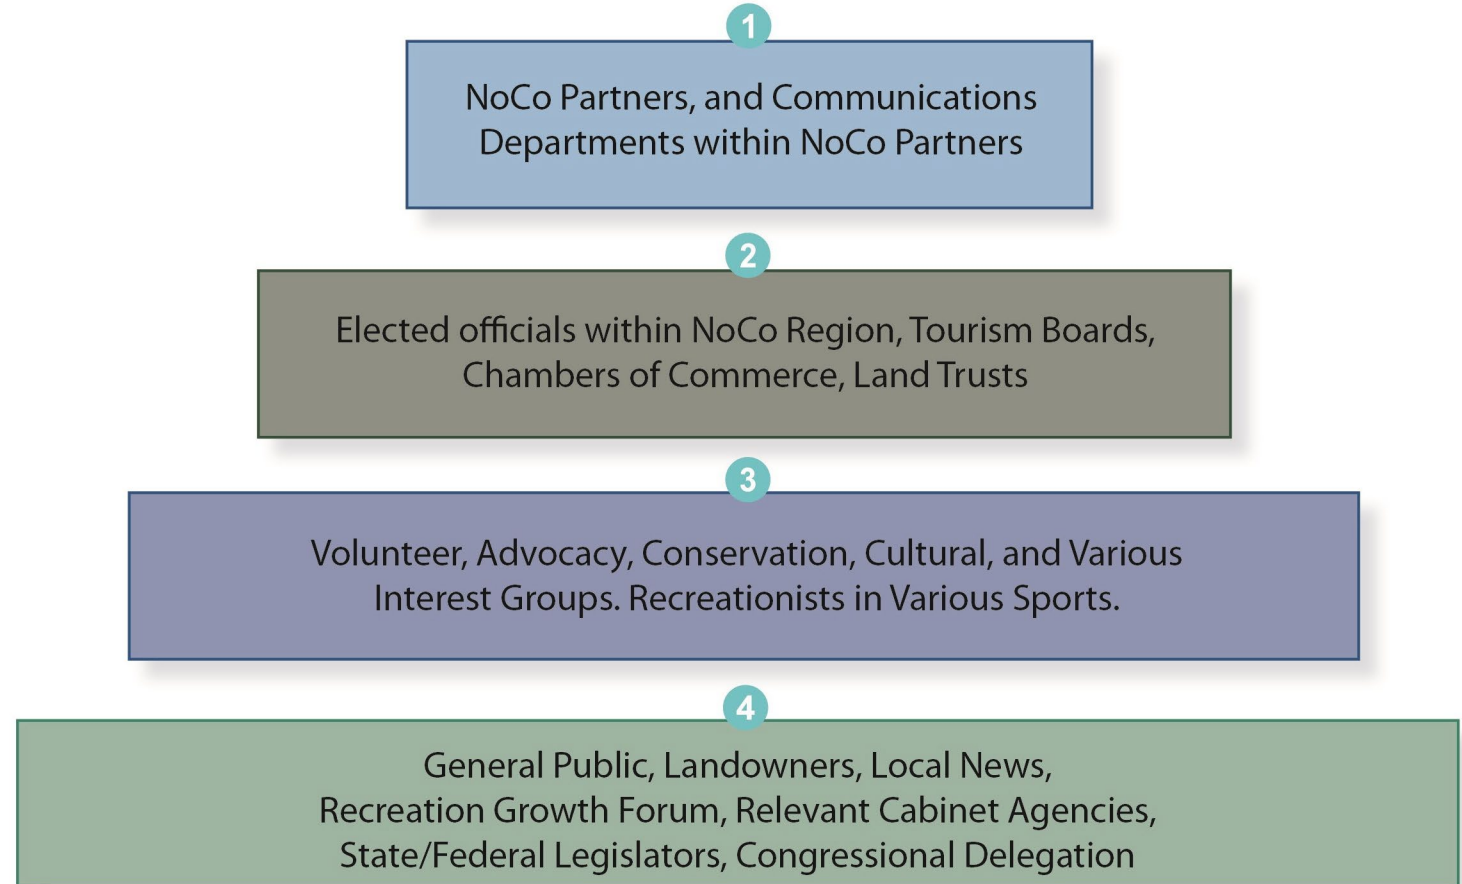 1
NoCo Partners, and Communications
Departments within NoCo Partners
2
Elected officials within NoCo Region, Tourism Boards,
Chambers of Commerce, Land Trusts
3
Volunteer, Advocacy, Conservation, Cultural, and Various
Interest Groups. Recreationists in Various Sports.
4
General Public, Landowners, Local News,
Recreation Growth Forum, Relevant Cabinet Agencies,
State/Federal Legislators, Congressional Delegation